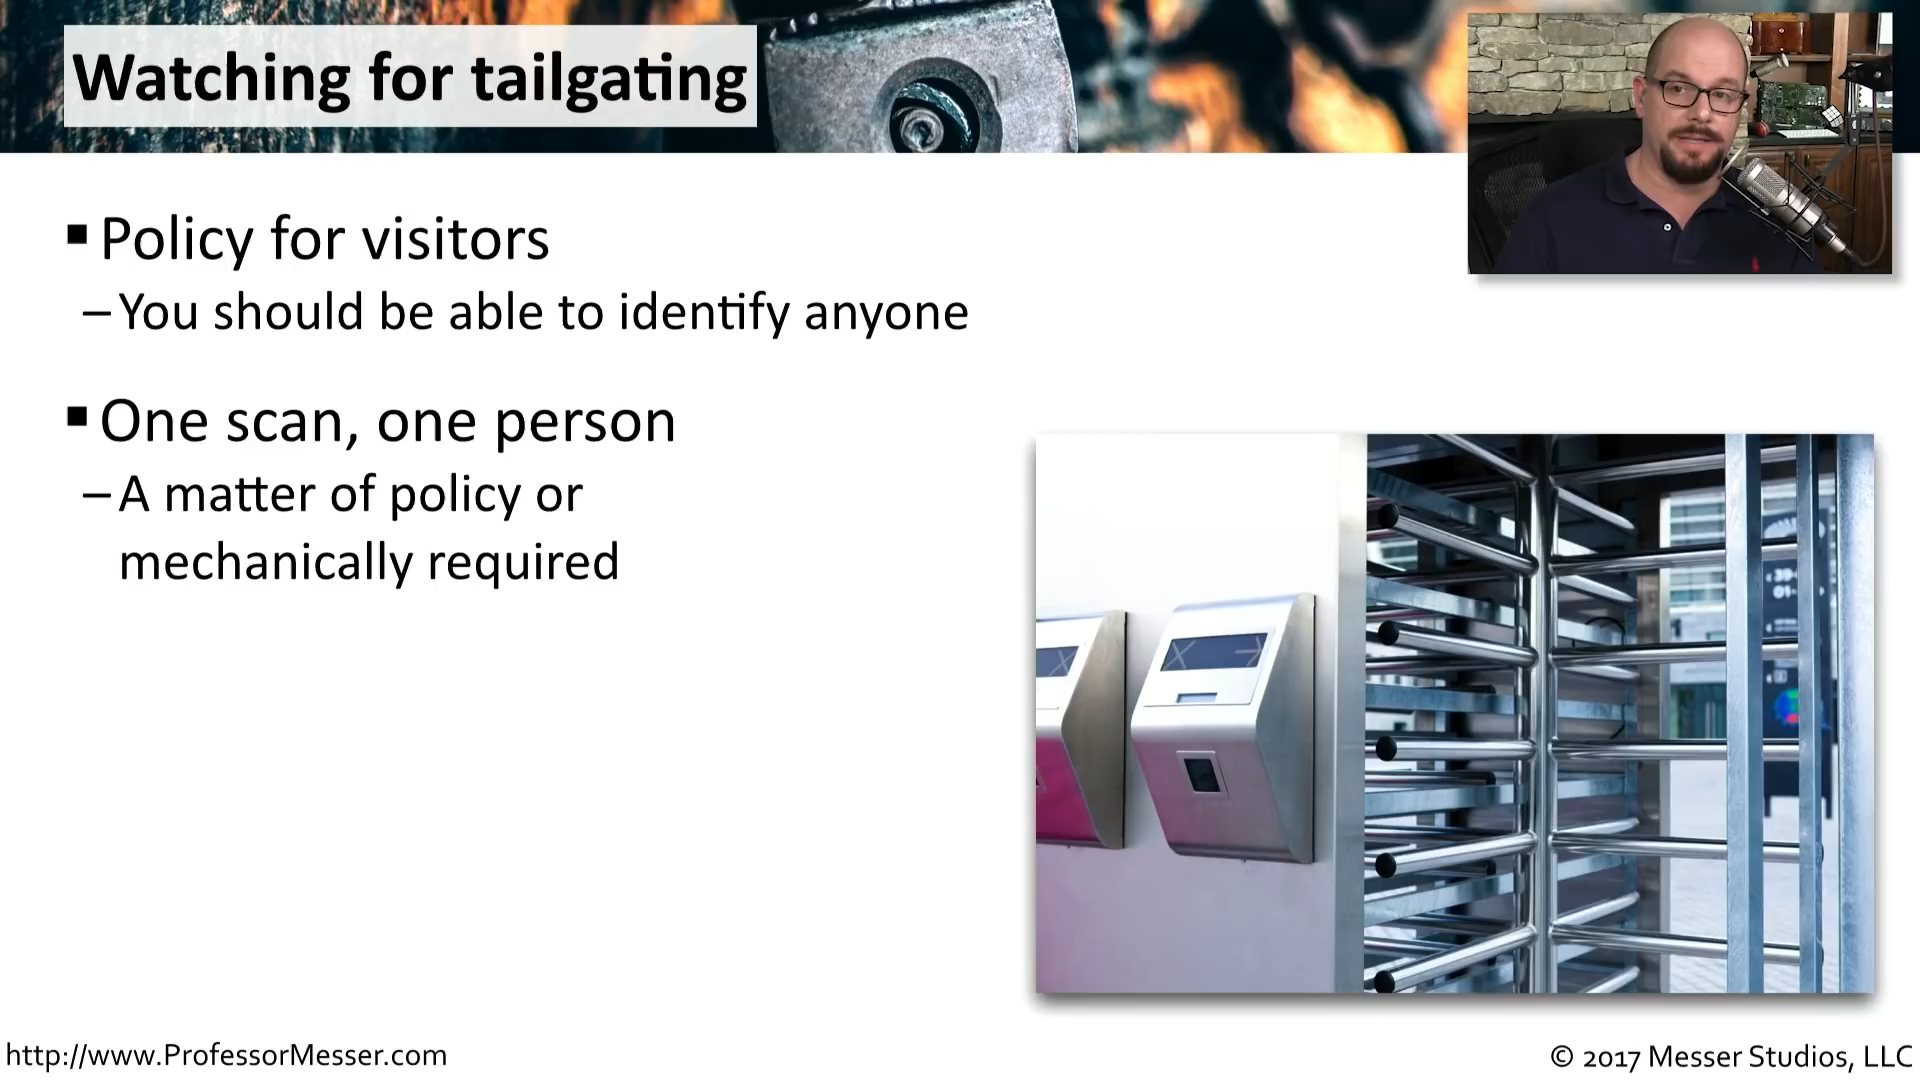 Watching for tailgating
▪ Policy for visitors
– You should be able to identify anyone
▪ One scan, one person
– A matter of policy or
mechanically required
http://www.ProfessorMesser.com
© 2017 Messer Studios, LLC